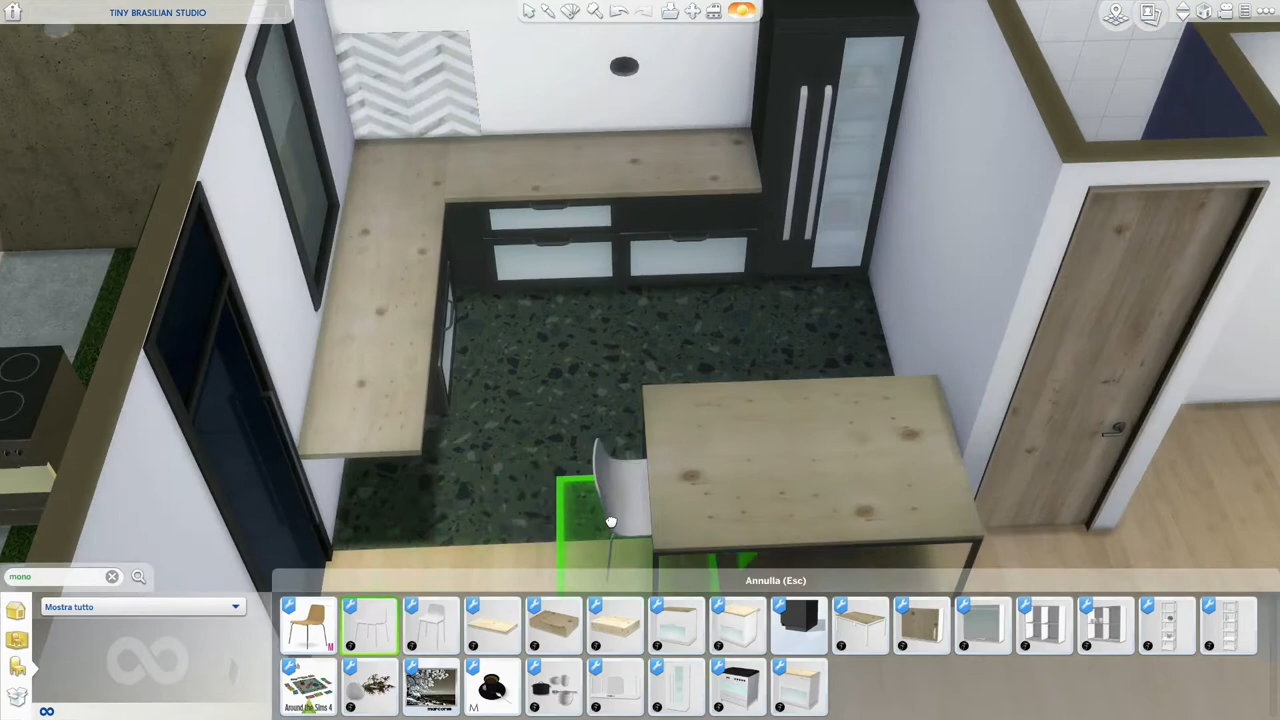 TINY BRASILIAN STUDIO
Annulla (Esc)
mono
Mostra tutto
M
Around the Sims 4
M